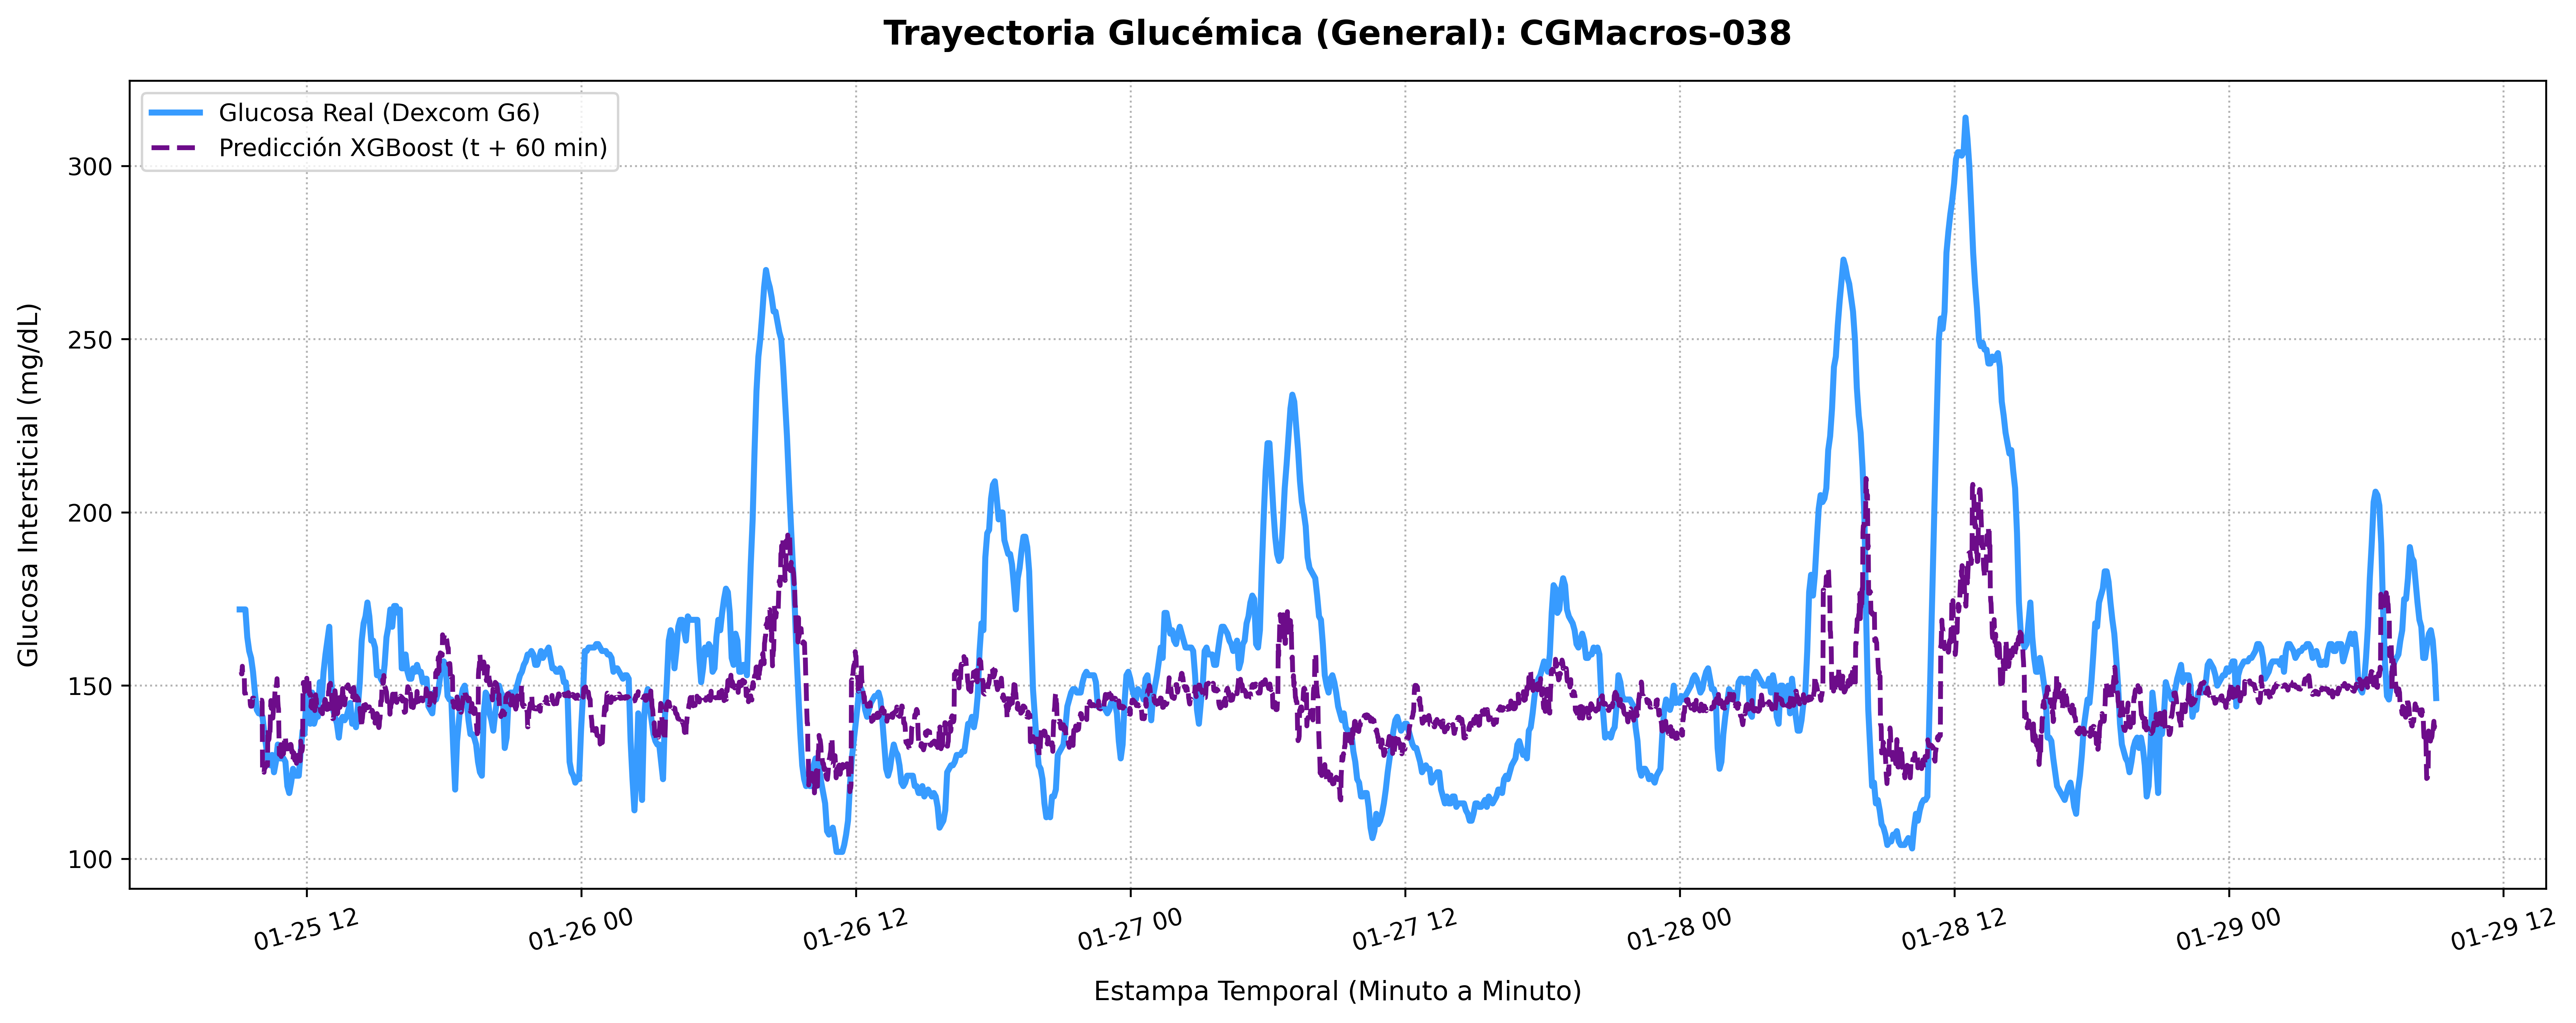 Trayectoria Glucémica (General): CGMacros-038
Glucosa Real (Dexcom G6)
Predicción XGBoost (t + 60 min)
Glucosa Intersticial (mg/dL)
300
250
200
150
100
01-25 12
01-26 00
01-26 12
01-27 00
01-27 12
01-28 00
01-28 12
01-29 00
01-29 12
Estampa Temporal (Minuto a Minuto)